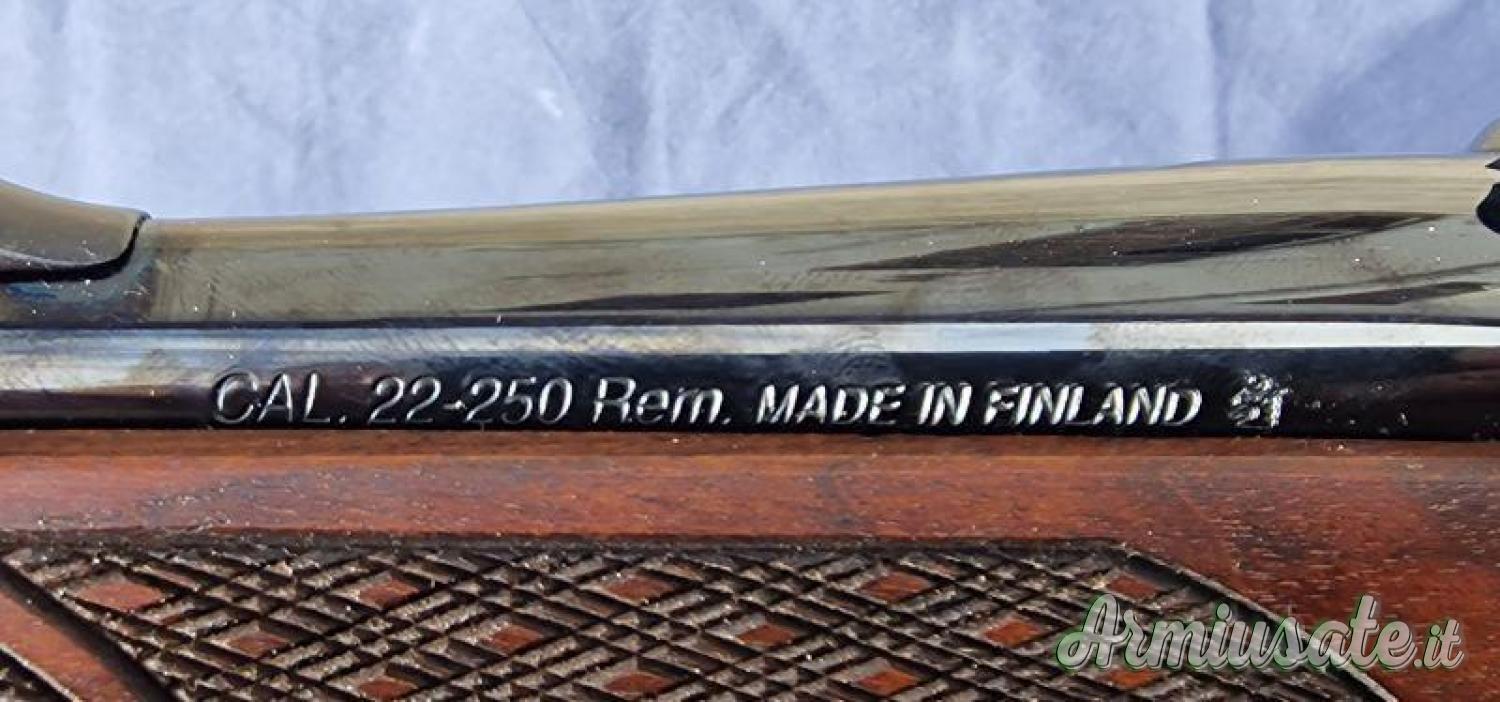 CAL. 22-250 Rem. MADE IN FINLAND
Armiusate.it